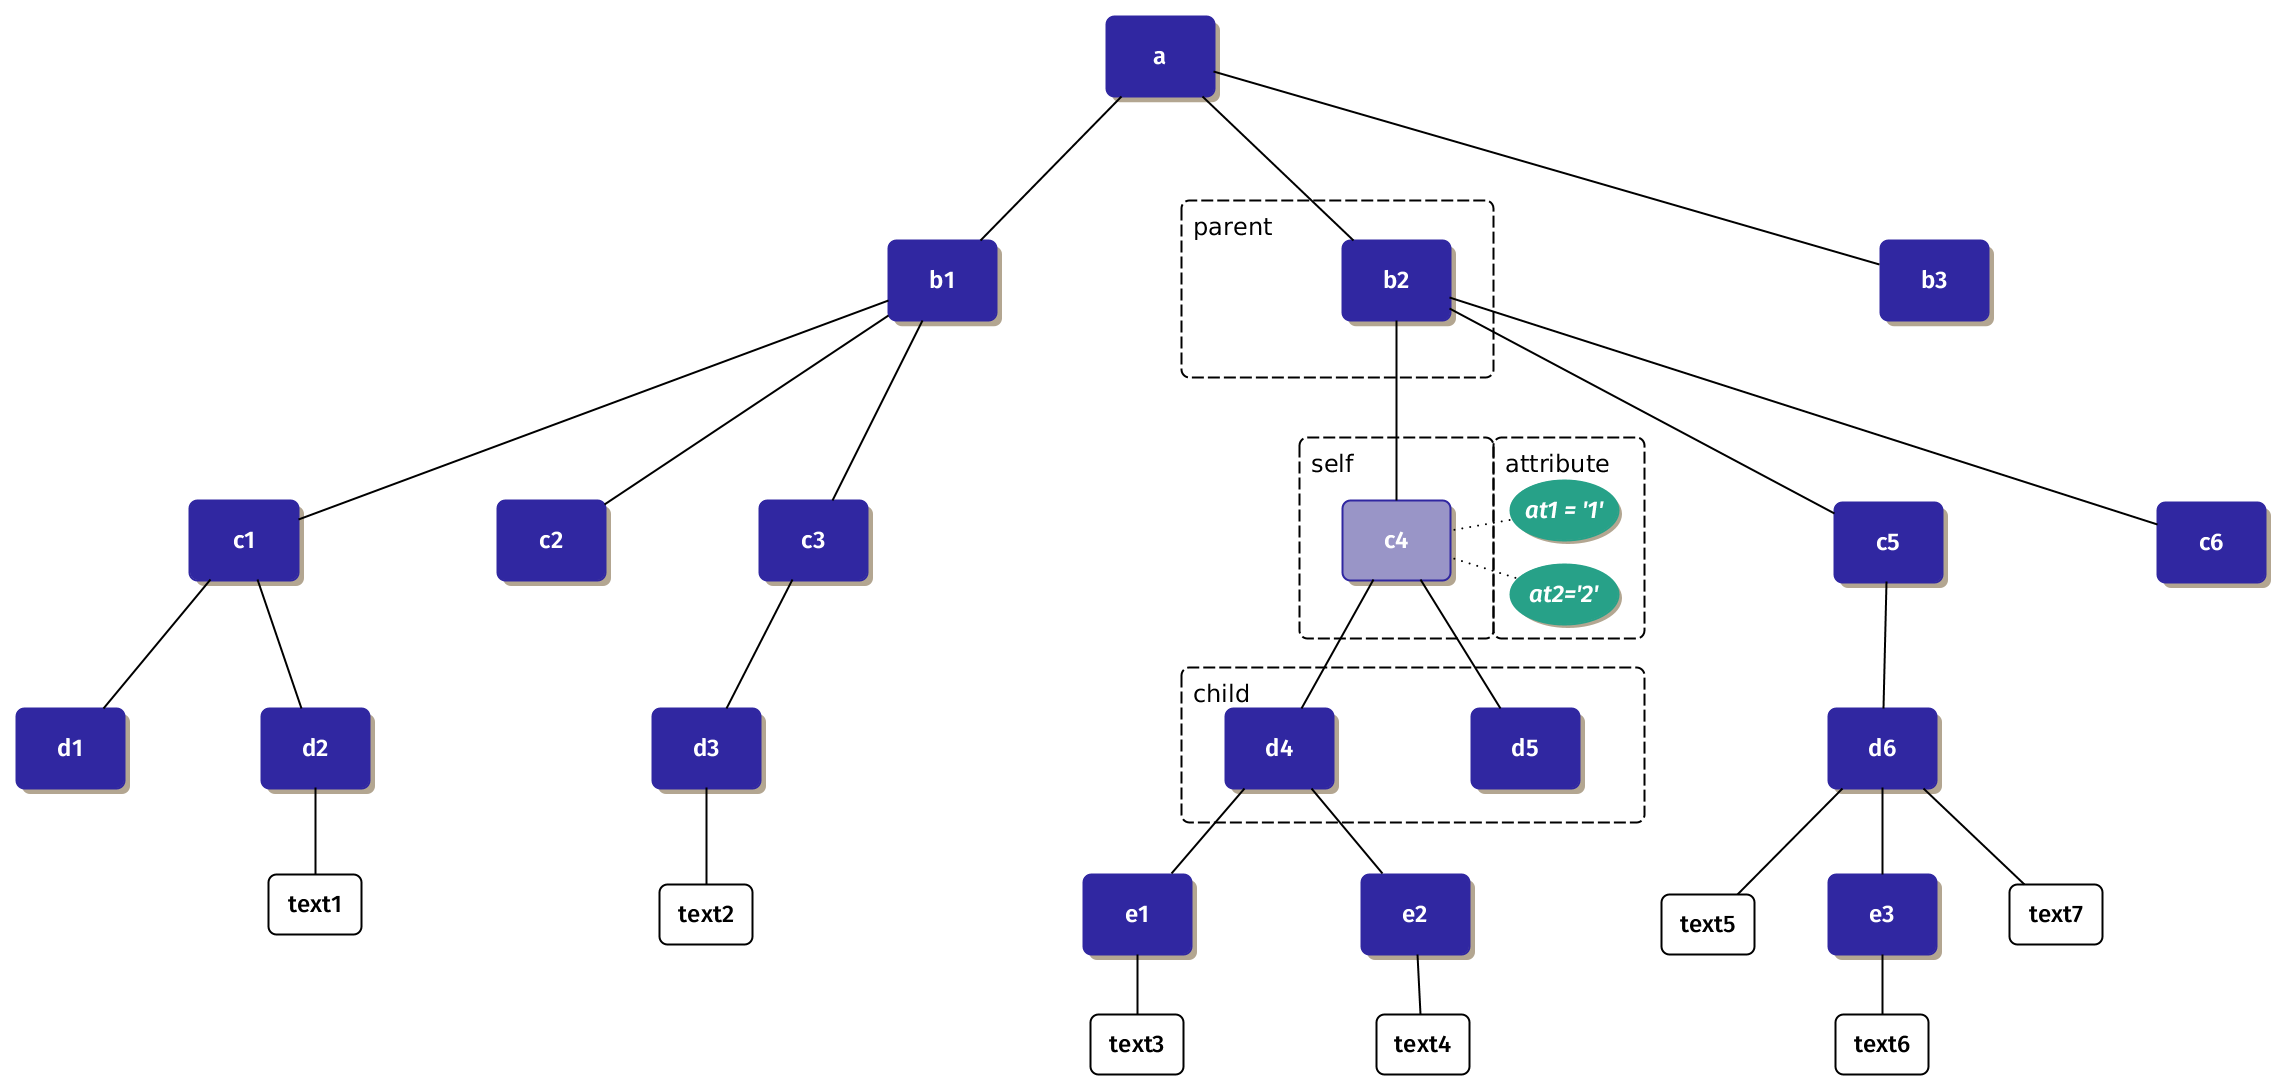 a
parent
b1
b2
b3
self
attribute
at1 = '1'
c1
c2
c3
c4
c5
c6
at2='2'
child
d1
d2
d3
d4
d5
d6
text1
text2
e1
e2
text5
e3
text7
text3
text4
text6